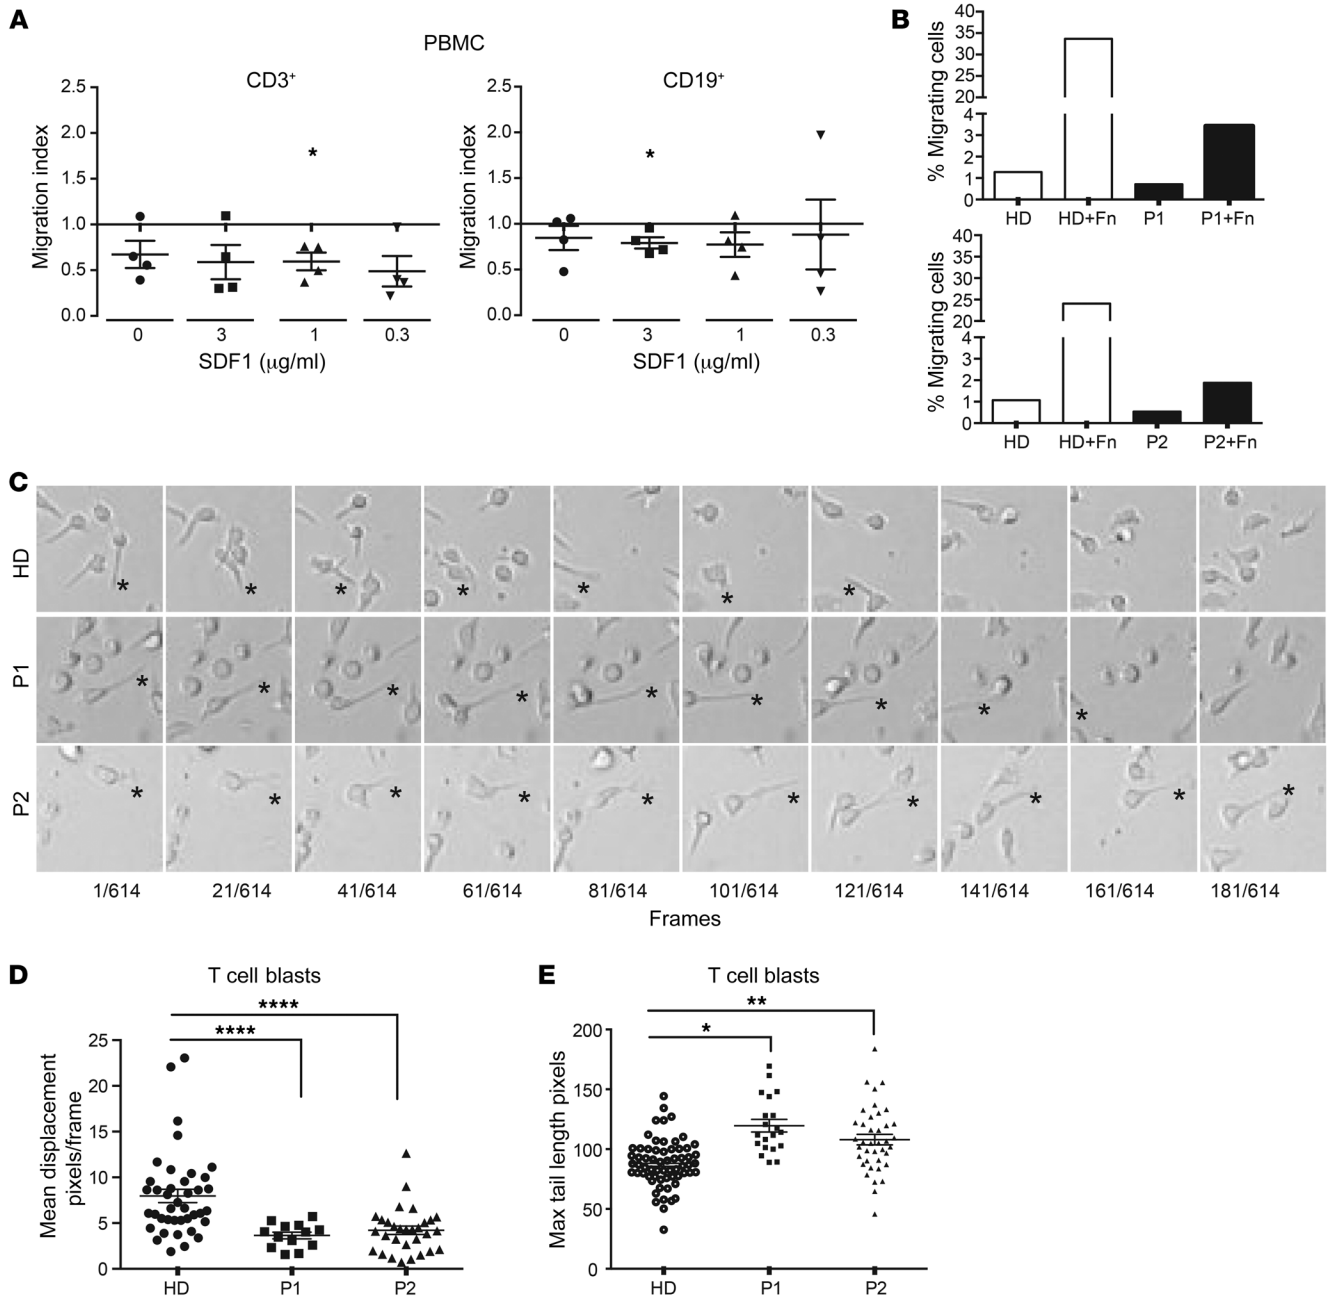 A
PBMC
CD3+
CD19+
Migration index
2.5
2.0
1.5
1.0
0.5
0.0
*
0 3 1 0.3
SDF1 (μg/ml)
Migration index
2.5
2.0
1.5
1.0
0.5
0.0
*
0 3 1 0.3
SDF1 (μg/ml)
B
% Migrating cells
40
35
30
25
20
4
3
2
1
0
HD HD+Fn P1 P1+Fn
% Migrating cells
40
35
30
25
20
4
3
2
1
0
HD HD+Fn P2 P2+Fn
C
HD
* * * * * * *
P1
* * * * * * * * *
P2
* * * * * * * * * *
1/614 21/614 41/614 61/614 81/614 101/614 121/614 141/614 161/614 181/614
Frames
D
T cell blasts
****
****
Mean displacement
pixels/frame
25
20
15
10
5
0
HD P1 P2
E
T cell blasts
**
*
Max tail length pixels
200
150
100
50
0
HD P1 P2